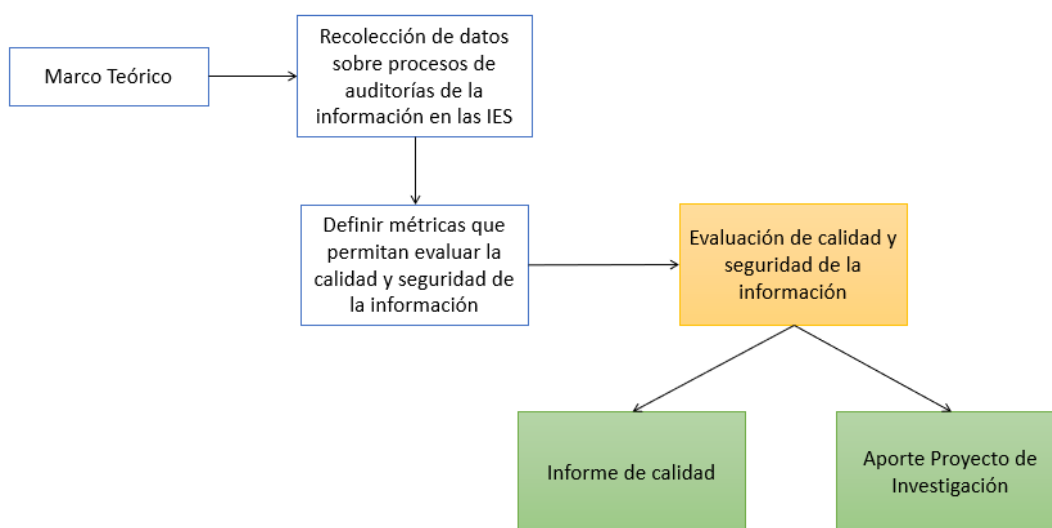 Marco Teórico
Recolección de datos
sobre procesos de
auditorías de la
información en las IES
Definir métricas que
permitan evaluar la
calidad y seguridad de
la información
Evaluación de calidad y
seguridad de la
información
Informe de calidad
Aporte Proyecto de
Investigación